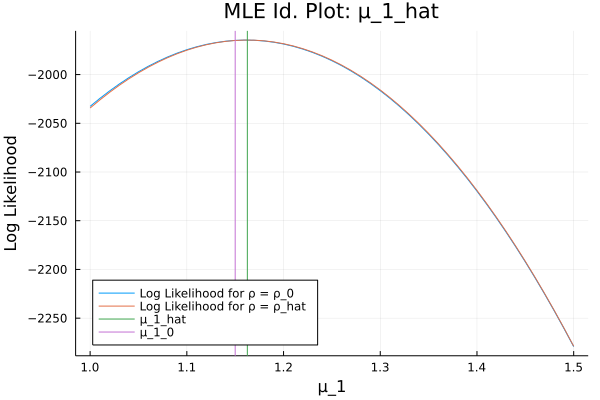 MLE Id. Plot: μ_1_hat
Log Likelihood
−2000
−2050
−2100
−2150
−2200
−2250
Log Likelihood for ρ = ρ_0
Log Likelihood for ρ = ρ_hat
μ_1_hat
μ_1_0
1.0 1.1 1.2 1.3 1.4 1.5
μ_1